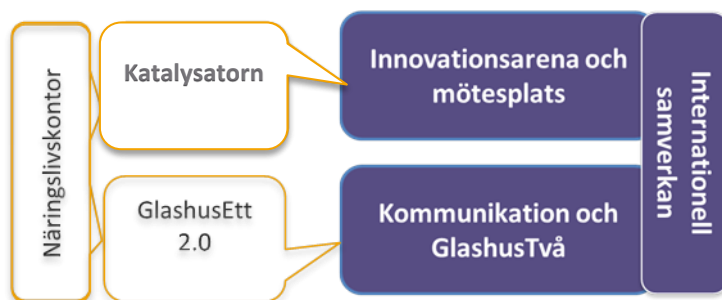 Näringslivskontor
Katalysatorn
GlashusEtt
2.0
Innovationsarena och
mötesplats
Kommunikation och
GlashusTvå
Internationell
samverkan